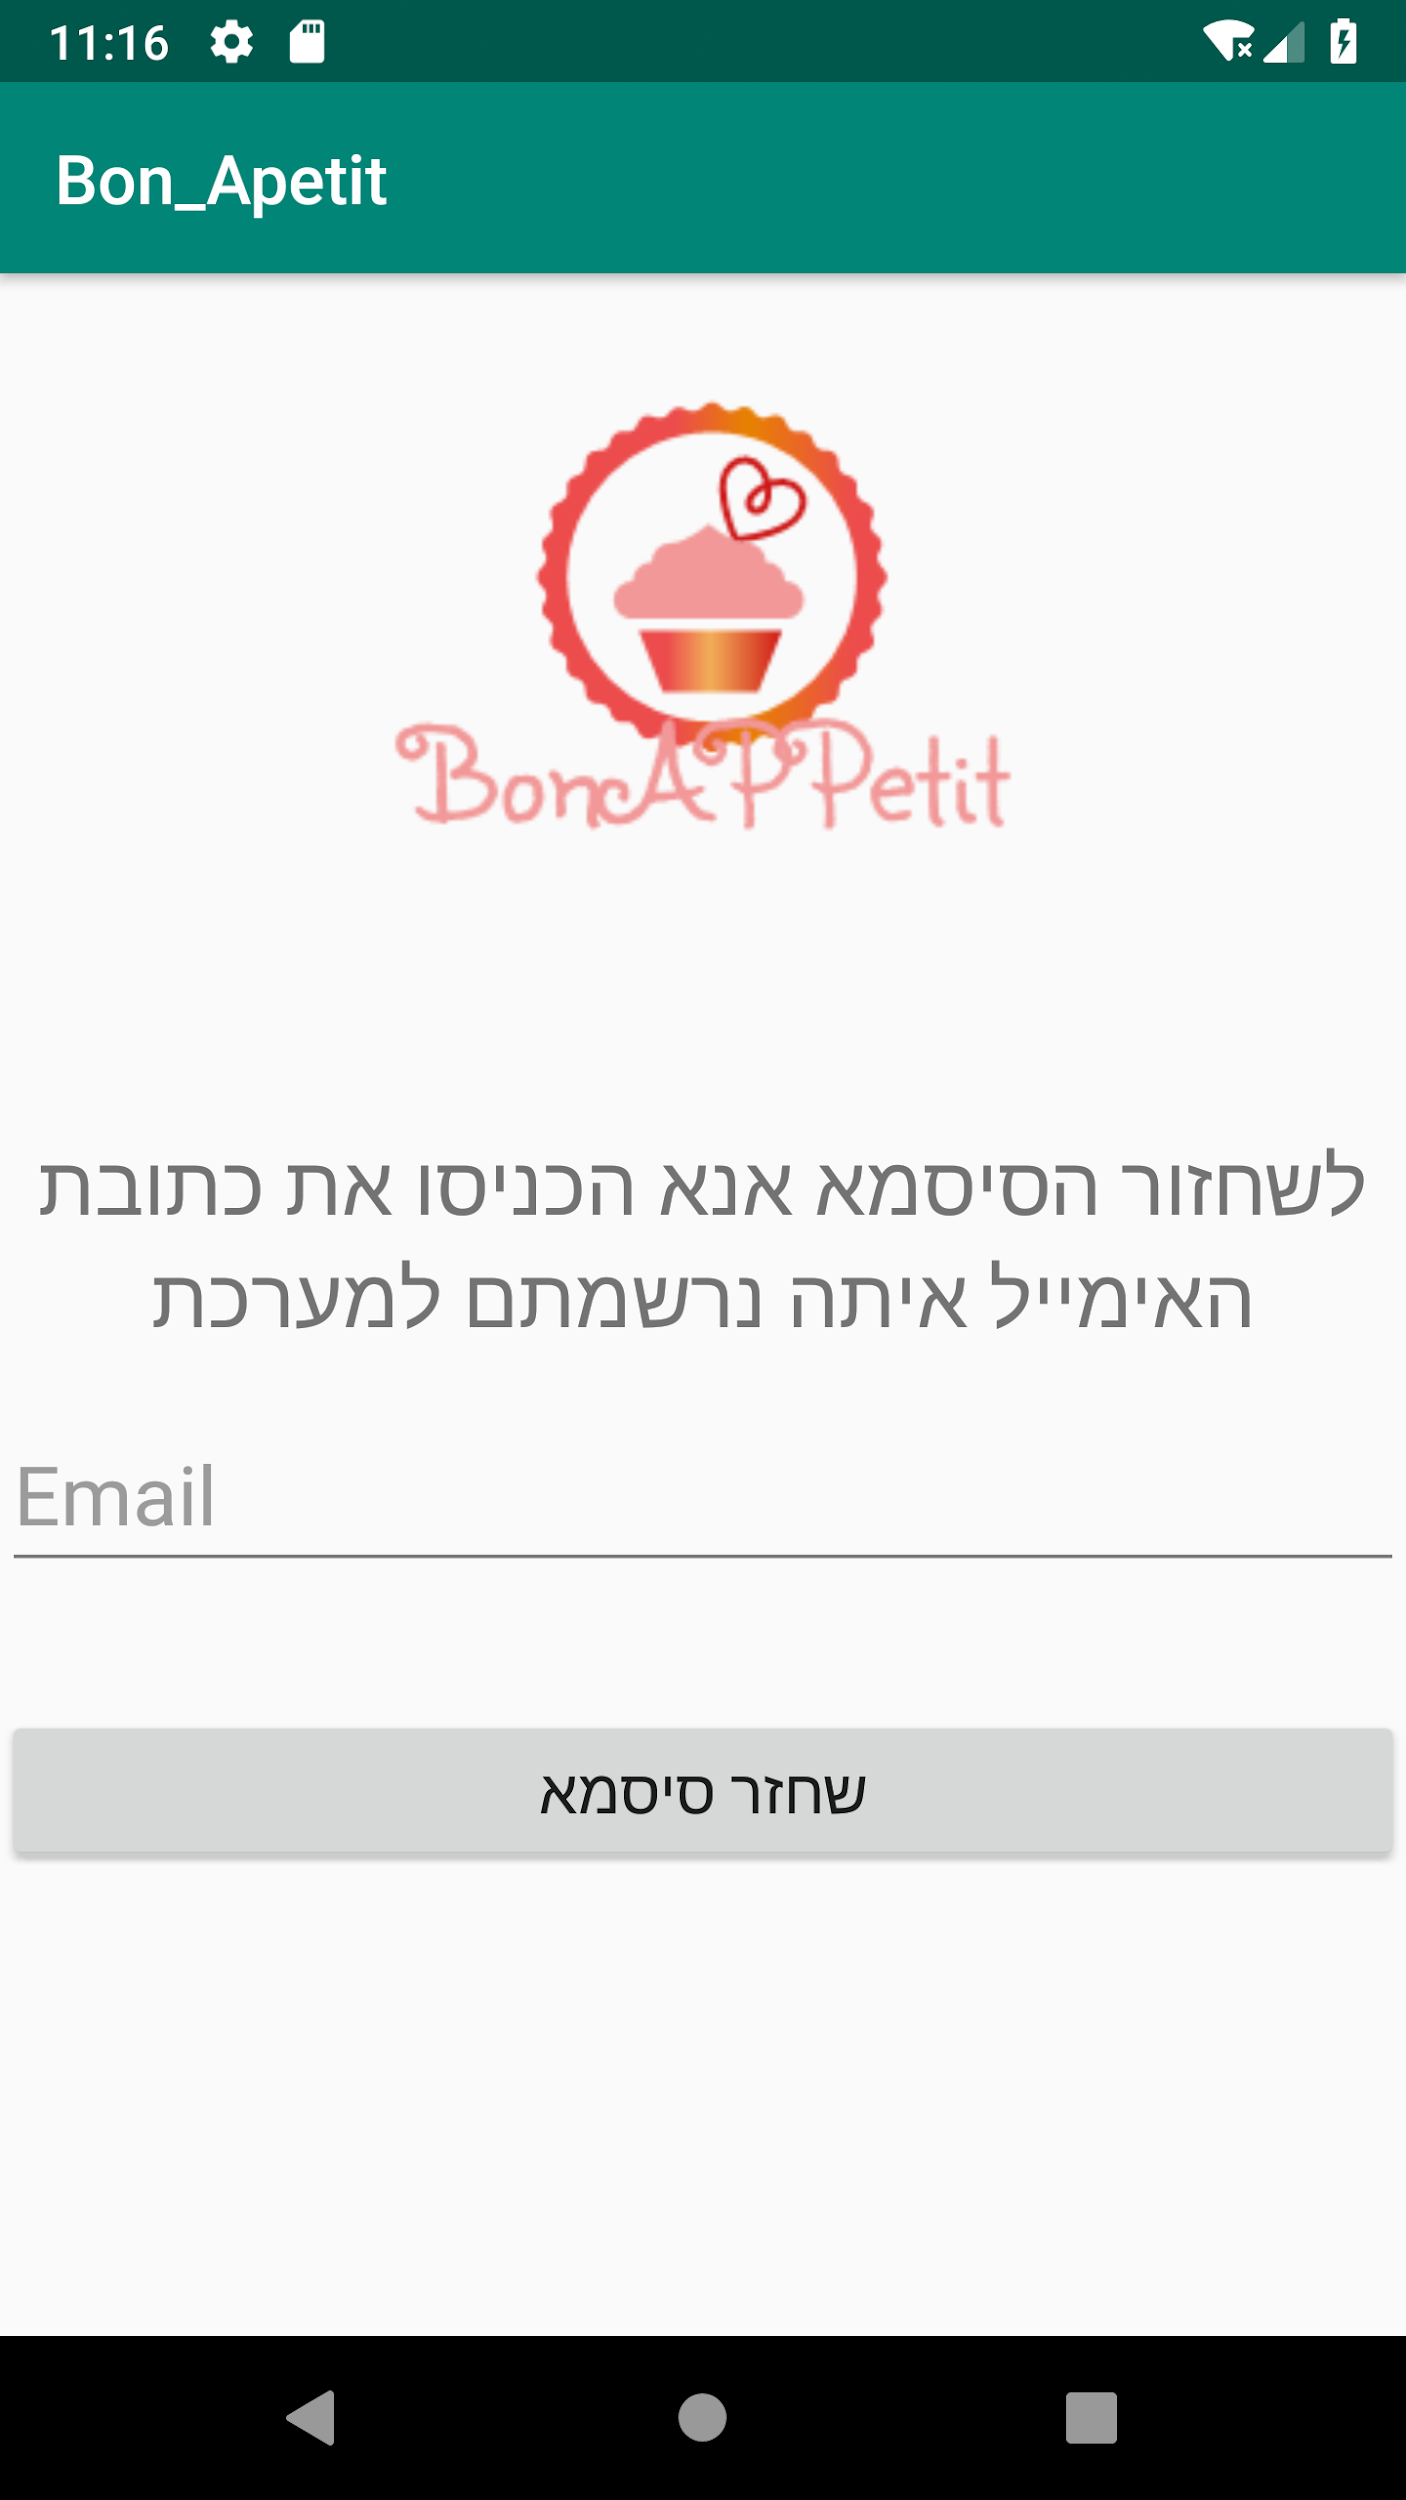 11:16
Bon_Apetit
BonAPPetit
לשחזור הסיסמא אנא הכניסו את כתובת
האימייל איתה נרשמתם למערכת
Email
שחזר סיסמא